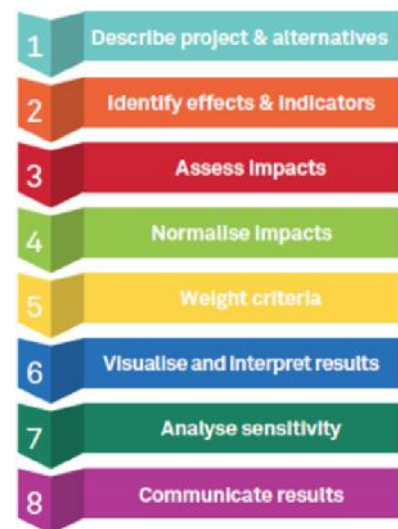 1 Describe project & alternatives
2 Identify effects & indicators
3 Assess impacts
4 Normalise impacts
5 Weight criteria
6 Visualise and interpret results
7 Analyse sensitivity
8 Communicate results